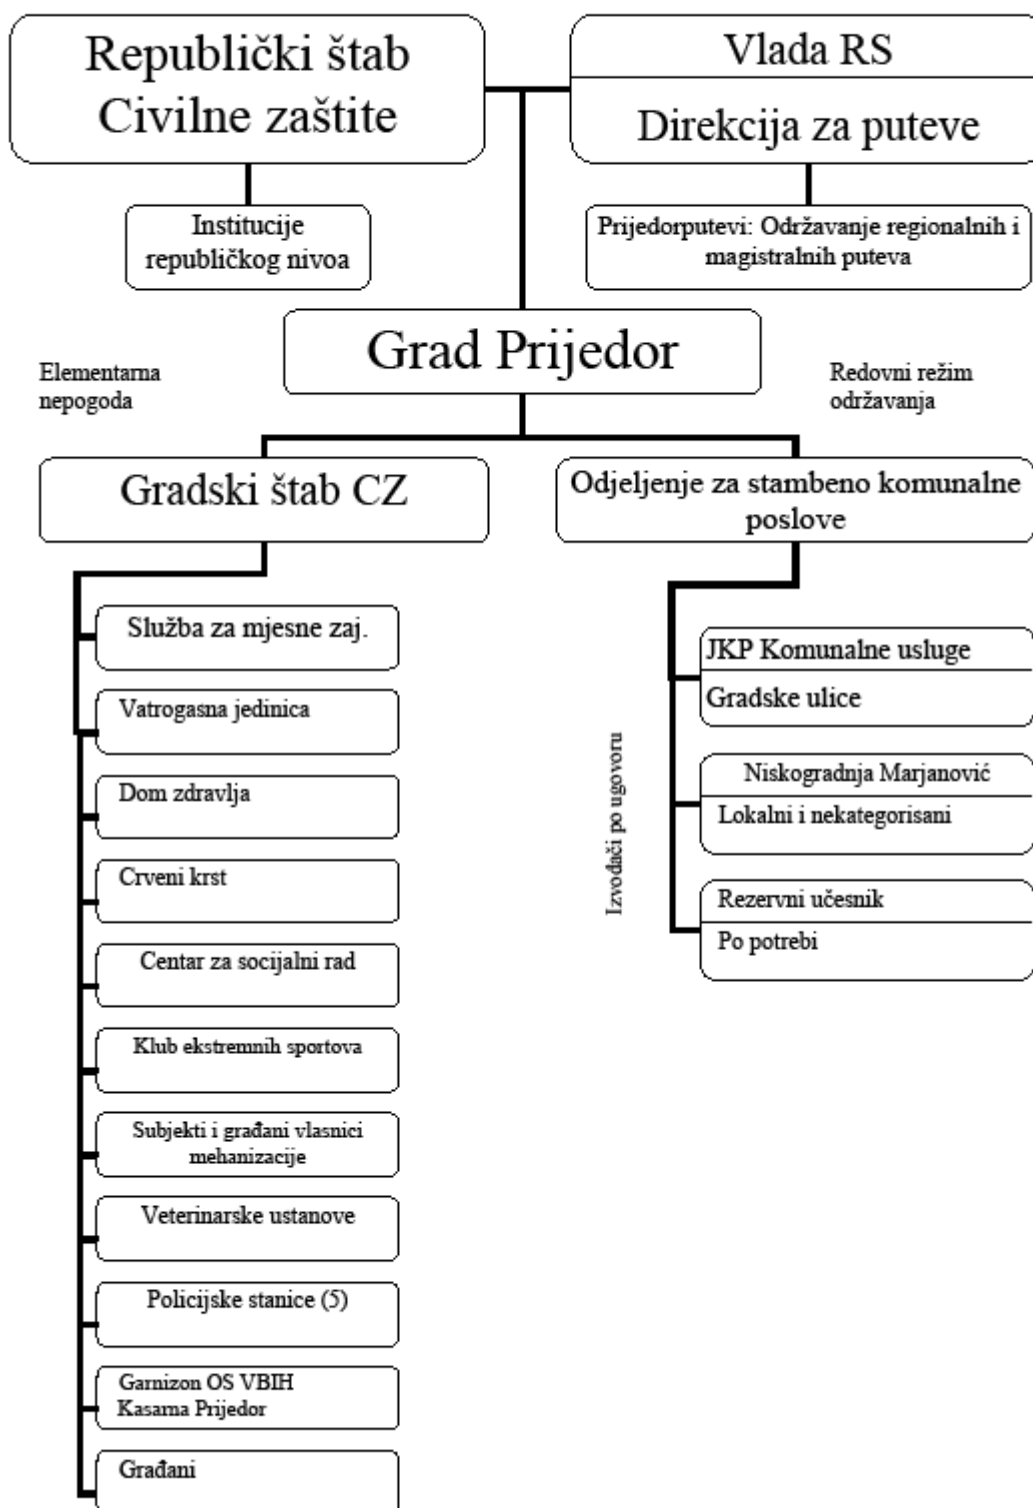 Republički štab
Civilne zaštite
Vlada RS
Direkcija za puteve
Institucije
republičkog nivoa
Prijedorputevi: Održavanje regionalnih i
magistralnih puteva
Grad Prijedor
Elementarna
nepogoda
Redovni režim
održavanja
Gradski štab CZ
Odjeljenje za stambeno komunalne
poslove
Služba za mjesne zaj.
Vatrogasna jedinica
Dom zdravlja
Crveni krst
Centar za socijalni rad
Klub ekstremnih sportova
Subjekti i građani vlasnici
mehanizacije
Veterinarske ustanove
Policijske stanice (5)
Garnizon OS VBIH
Kasarna Prijedor
Građani
Izvođači po ugovoru
JKP Komunalne usluge
Gradske ulice
Niskogradnja Marjanović
Lokalni i nekategorisani
Rezervni učesnik
Po potrebi